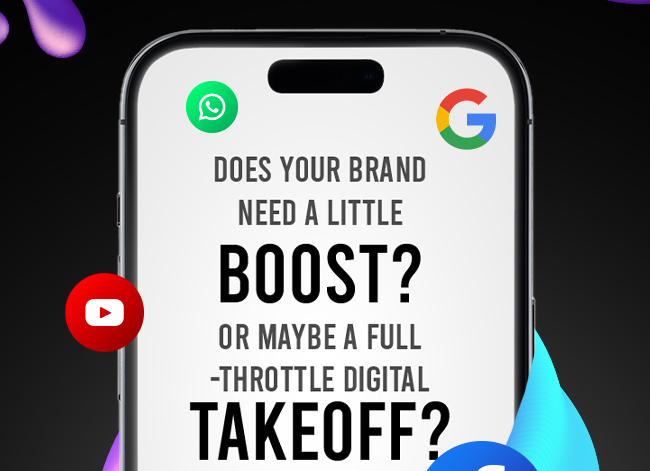 DOES YOUR BRAND
NEED A LITTLE
BOOST?
OR MAYBE A FULL
-THROTTLE DIGITAL
TAKEOFF?